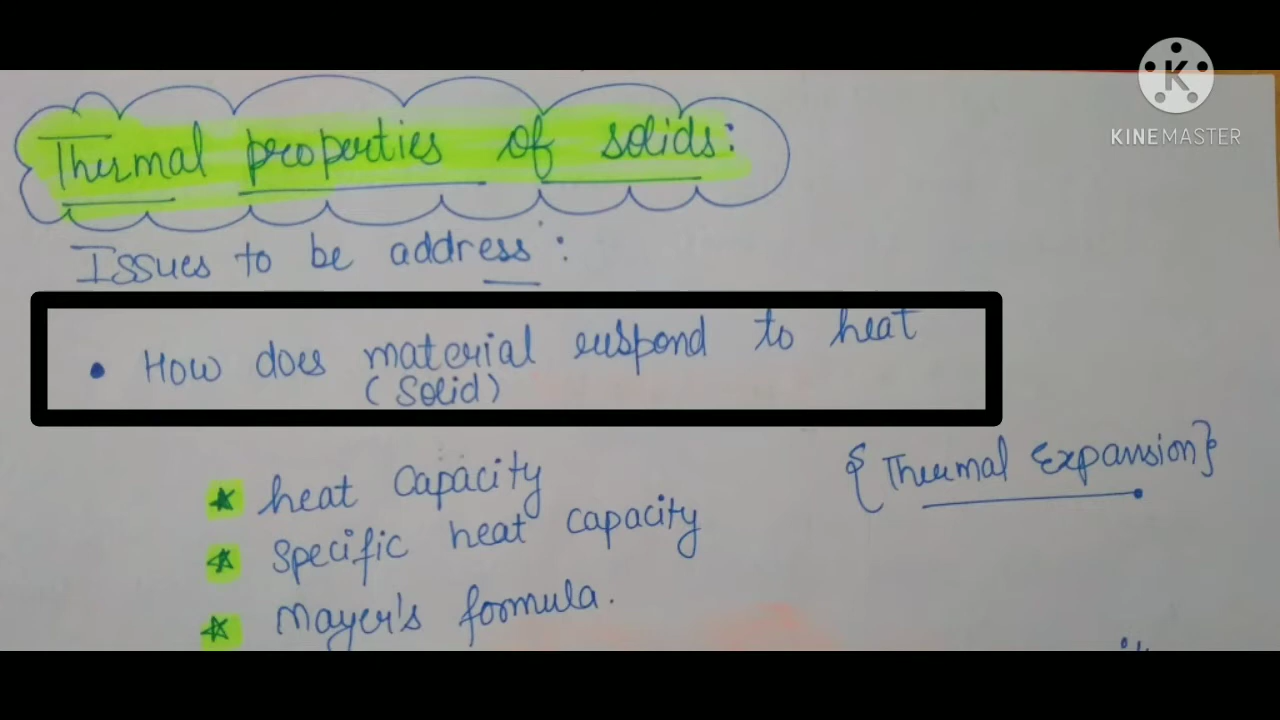 Thermal properties of solids:
Issues to be address:
• How does material respond to heat
(Solid)
{Thermal Expansion}
★ heat capacity
★ specific heat capacity
★ Mayer's formula.
K
KINEMASTER